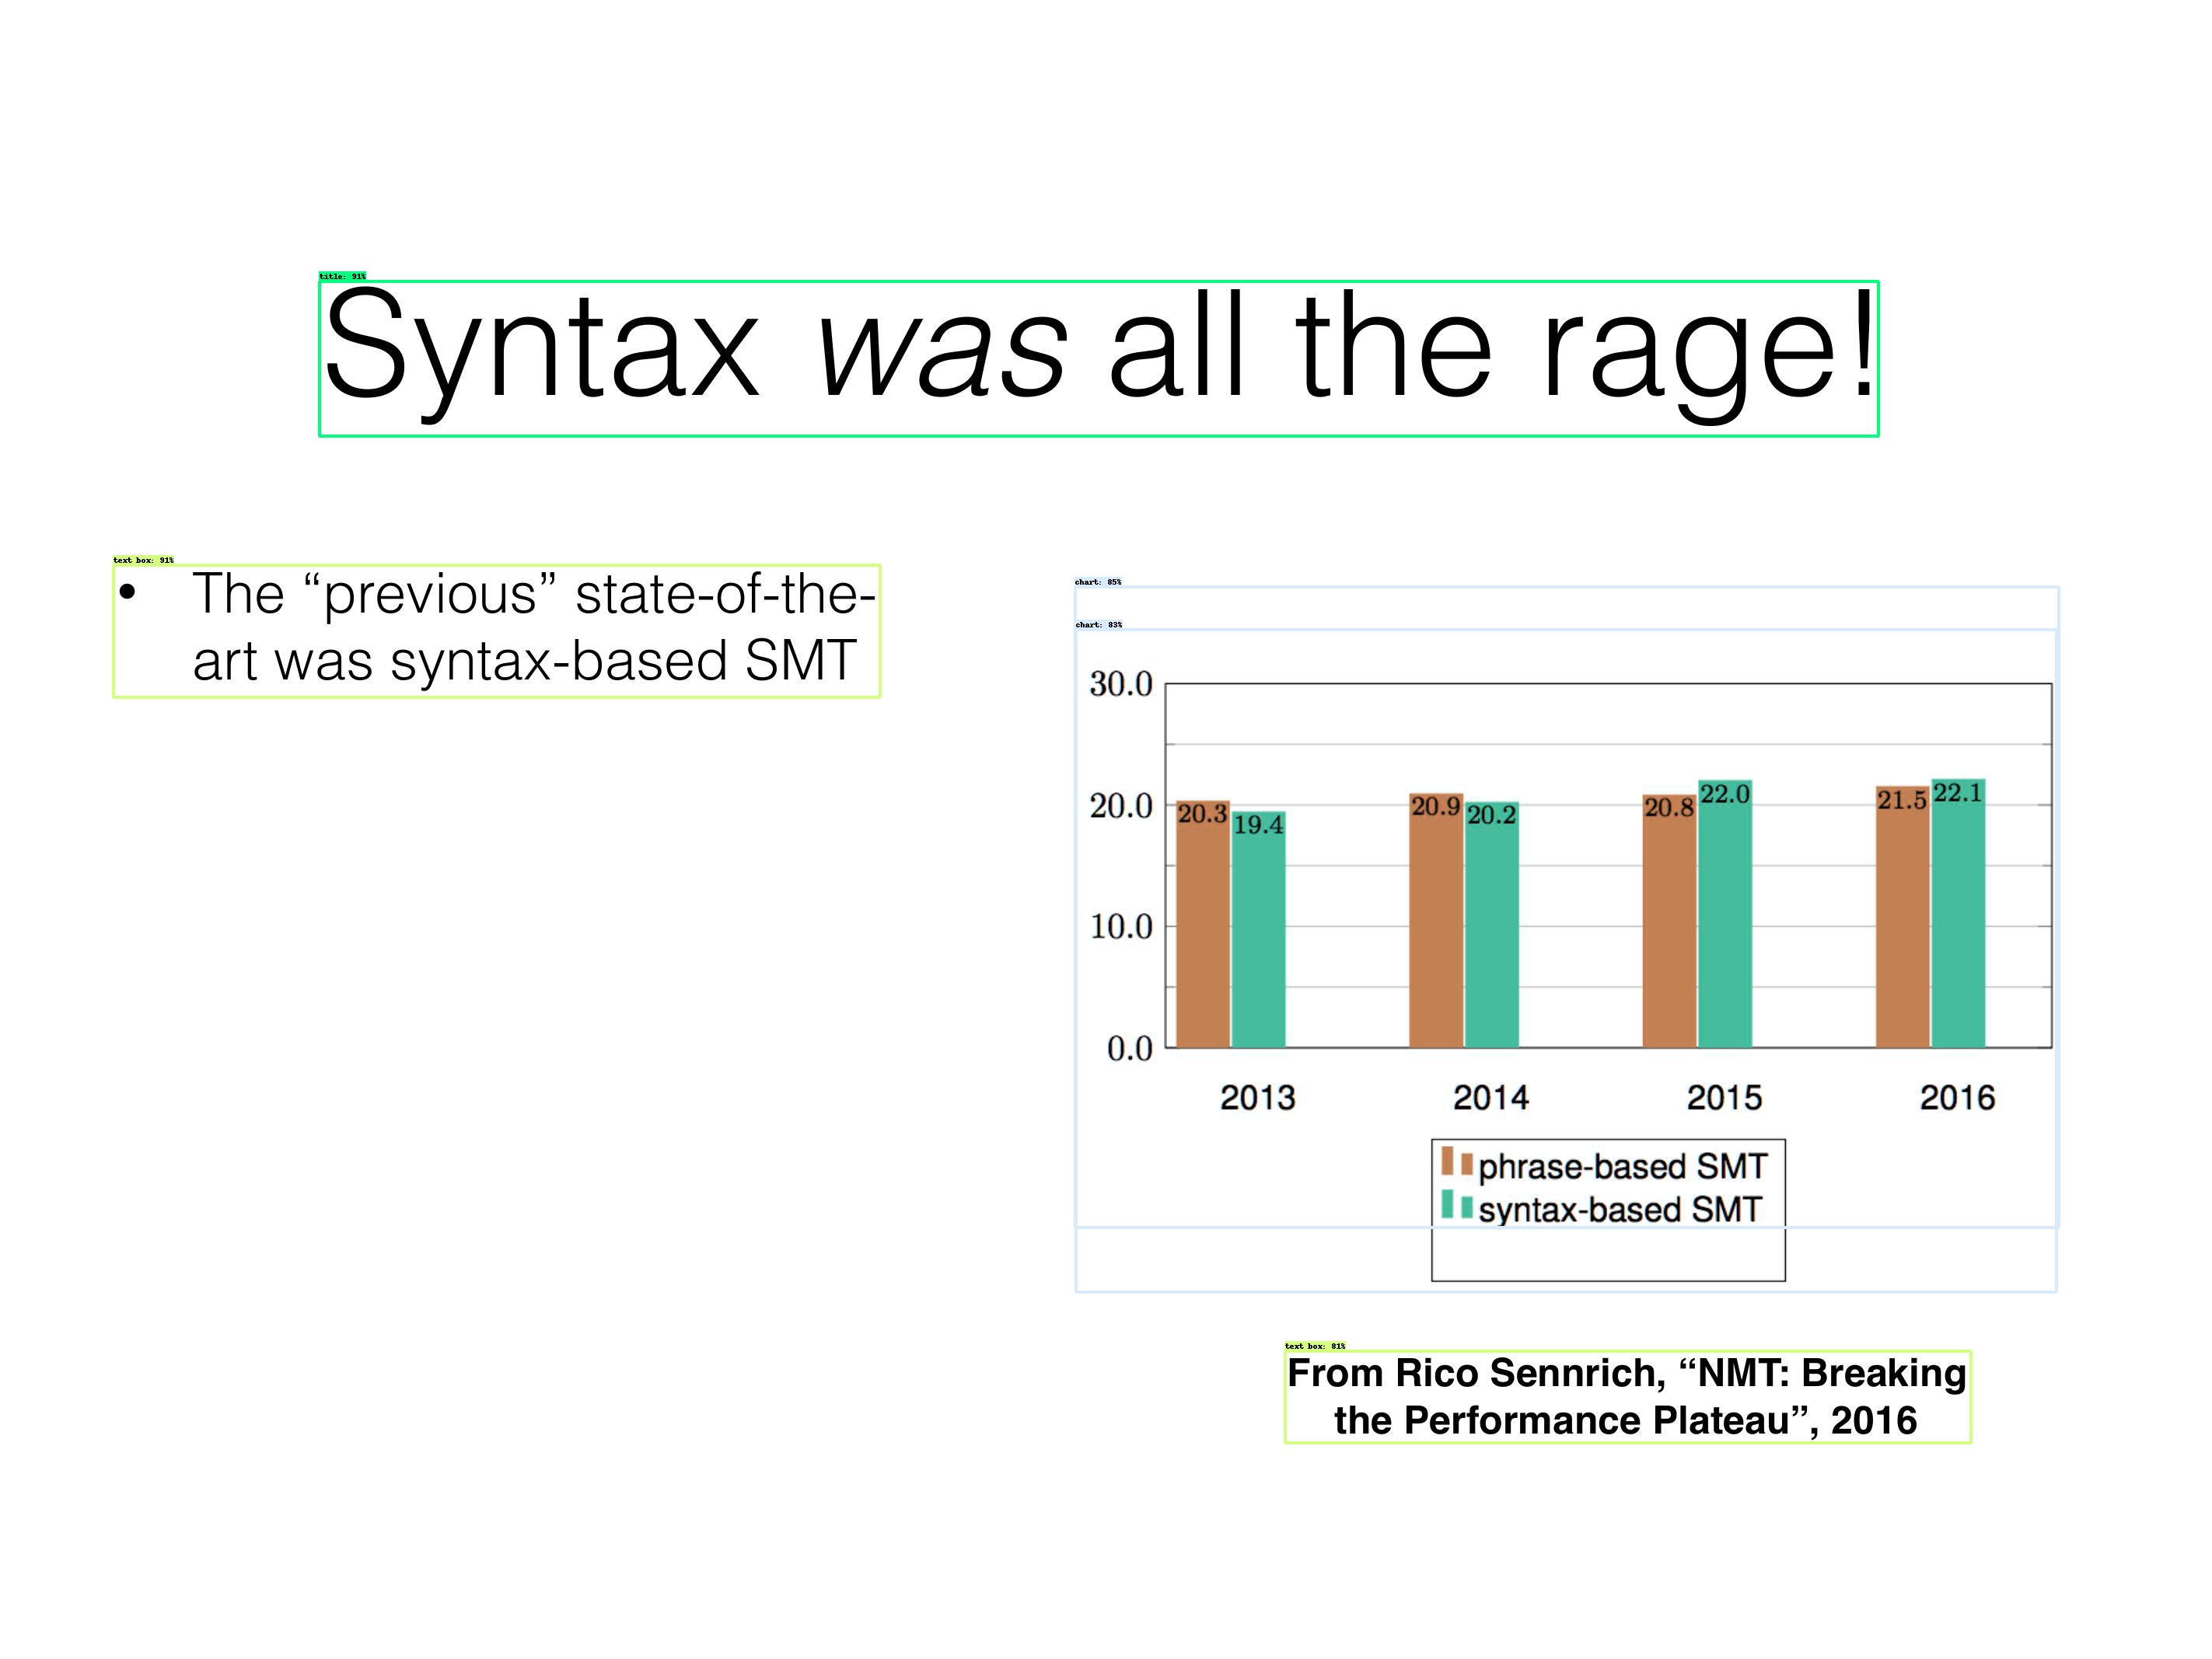 title: 91%
Syntax was all the rage!
text box: 91%
• The “previous” state-of-the-
art was syntax-based SMT
chart: 85%
chart: 83%
30.0
20.0
10.0
0.0
20.3 19.4 20.9 20.2 20.8 22.0 21.5 22.1
2013 2014 2015 2016
phrase-based SMT
syntax-based SMT
text box: 81%
From Rico Sennrich, “NMT: Breaking
the Performance Plateau”, 2016